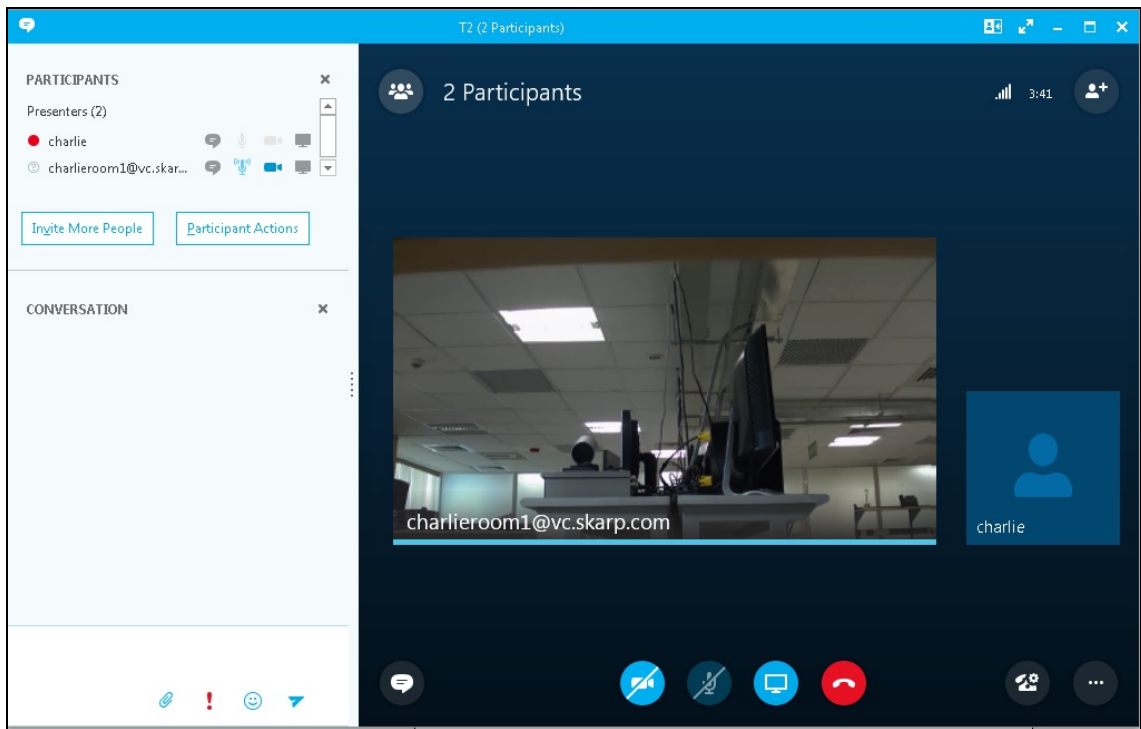 T2 (2 Participants)
PARTICIPANTS
Presenters (2)
charlie
charlieroom1@vc.skar...
Invite More People
Participant Actions
CONVERSATION
2 Participants
3:41
charlieroom1@vc.skarp.com
charlie